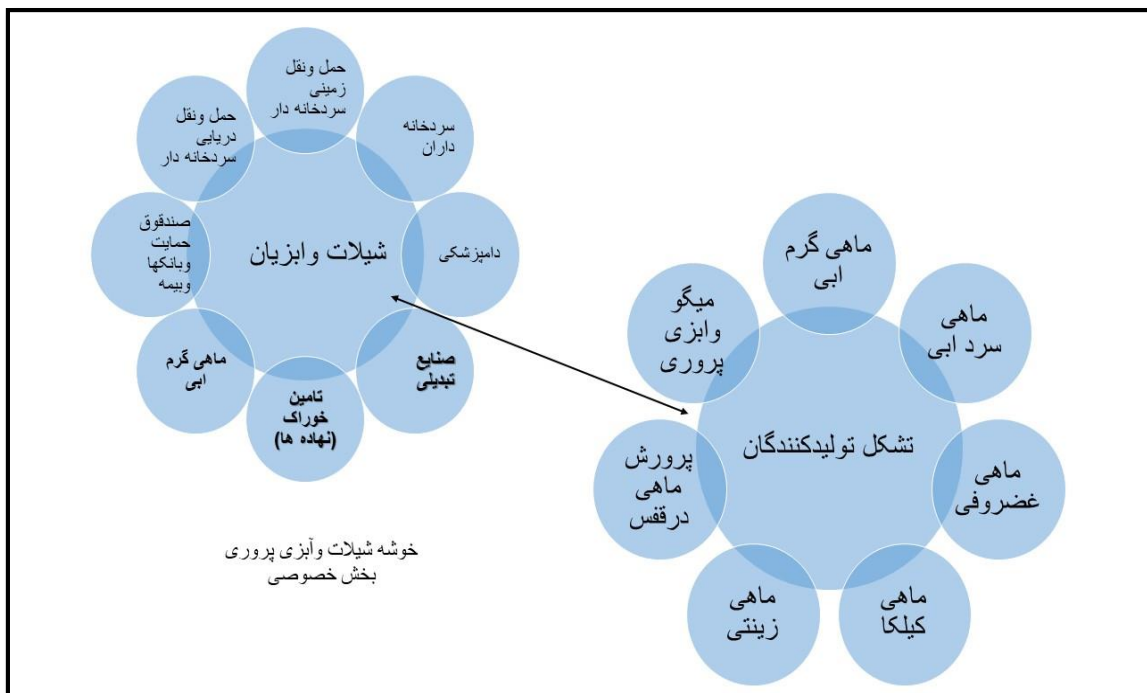 حمل ونقل
زمینی
سردخانه دار
سردخانه
داران
دامپزشکی
صنایع
تبدیلی
تامین
خوراک
(نهاده ها)
ماهی گرم
ابی
صندقوق
حمایت
وبانکها
وبیمه
حمل ونقل
دریایی
سردخانه دار
شیلات وابزیان
خوشه شیلات وآبزی پروری
بخش خصوصی
ماهی گرم
ابی
ماهی
سرد ابی
ماهی
غضروفی
ماهی
کیلکا
ماهی
زینتی
پرورش
ماهی
درقفس
میگو
وابزی
پروری
تشکل تولیدکنندگان